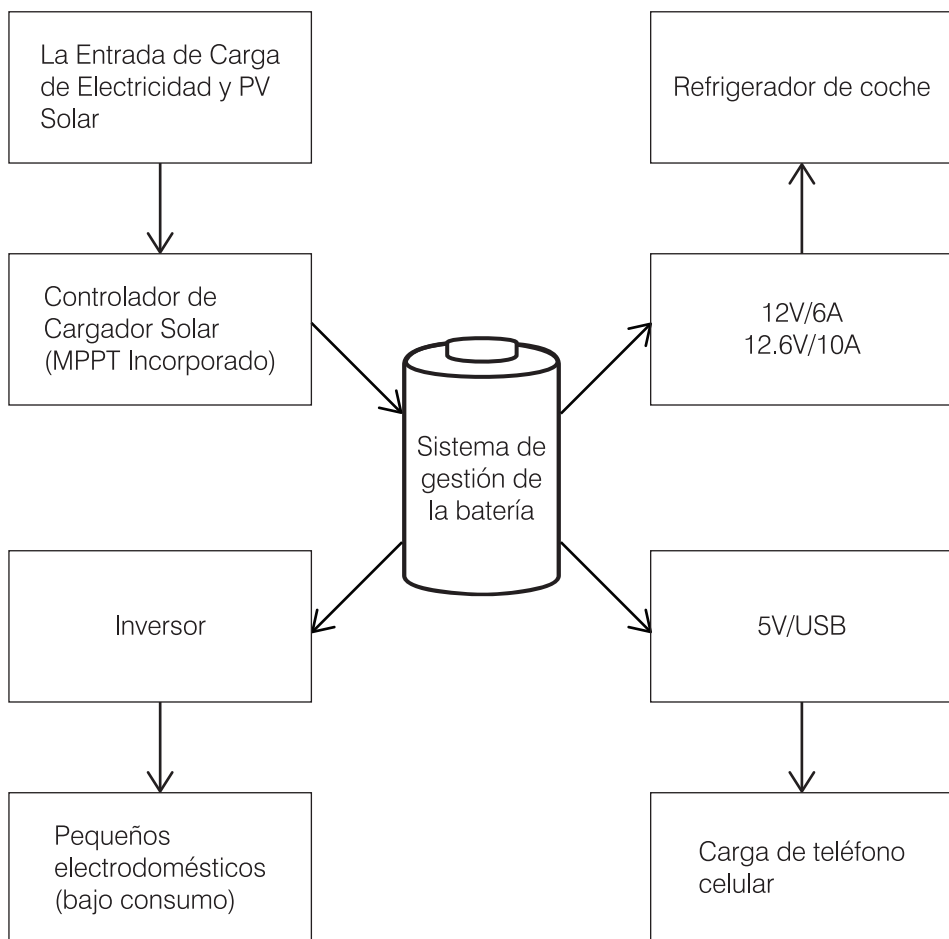 La Entrada de Carga
de Electricidad y PV
Solar
Refrigerador de coche
Controlador de
Cargador Solar
(MPPT Incorporado)
12V/6A
12.6V/10A
Sistema de
gestión de
la batería
Inversor
5V/USB
Pequeños
electrodomésticos
(bajo consumo)
Carga de teléfono
celular